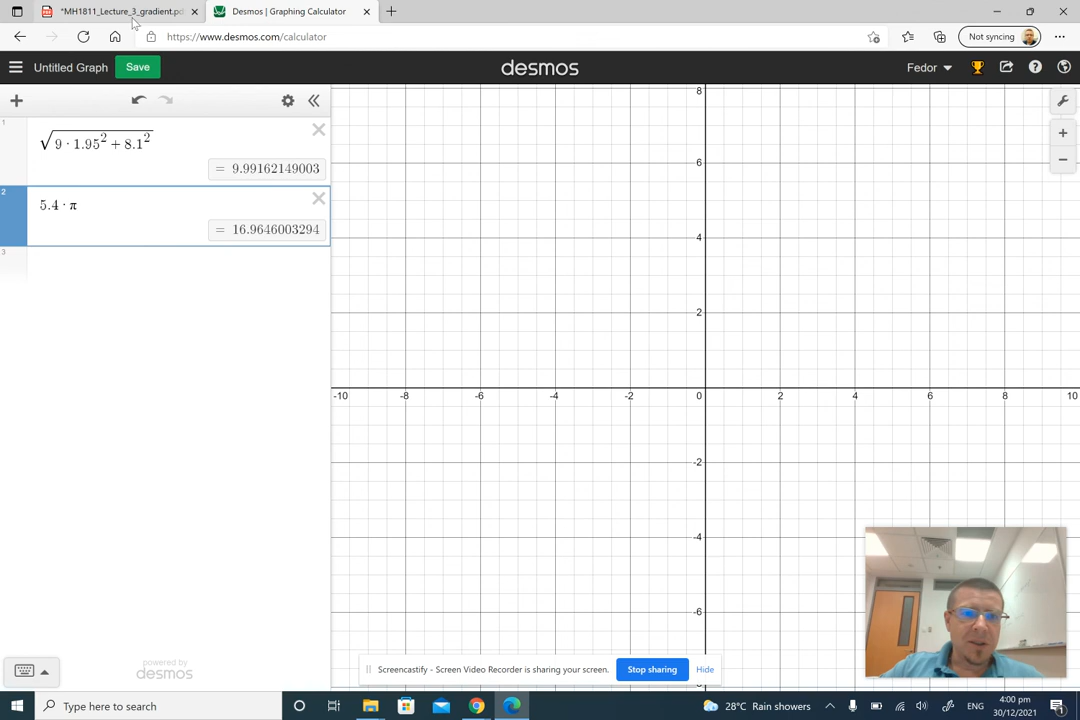 *MH1811_Lecture_3_gradient.pd
Desmos | Graphing Calculator
https://www.desmos.com/calculator
Not syncing
Untitled Graph
Save
desmos
Fedor
1
√9 · 1.95² + 8.1²
= 9.99162149003
2
5.4 · π
= 16.9646003294
3
8
6
4
2
-10 -8 -6 -4 -2 0 2 4 6 8 10
-2
-4
-6
powered by
desmos
Screencastify - Screen Video Recorder is sharing your screen.
Stop sharing
Hide
Type here to search
28°C Rain showers
ENG
4:00 pm
30/12/2021
1